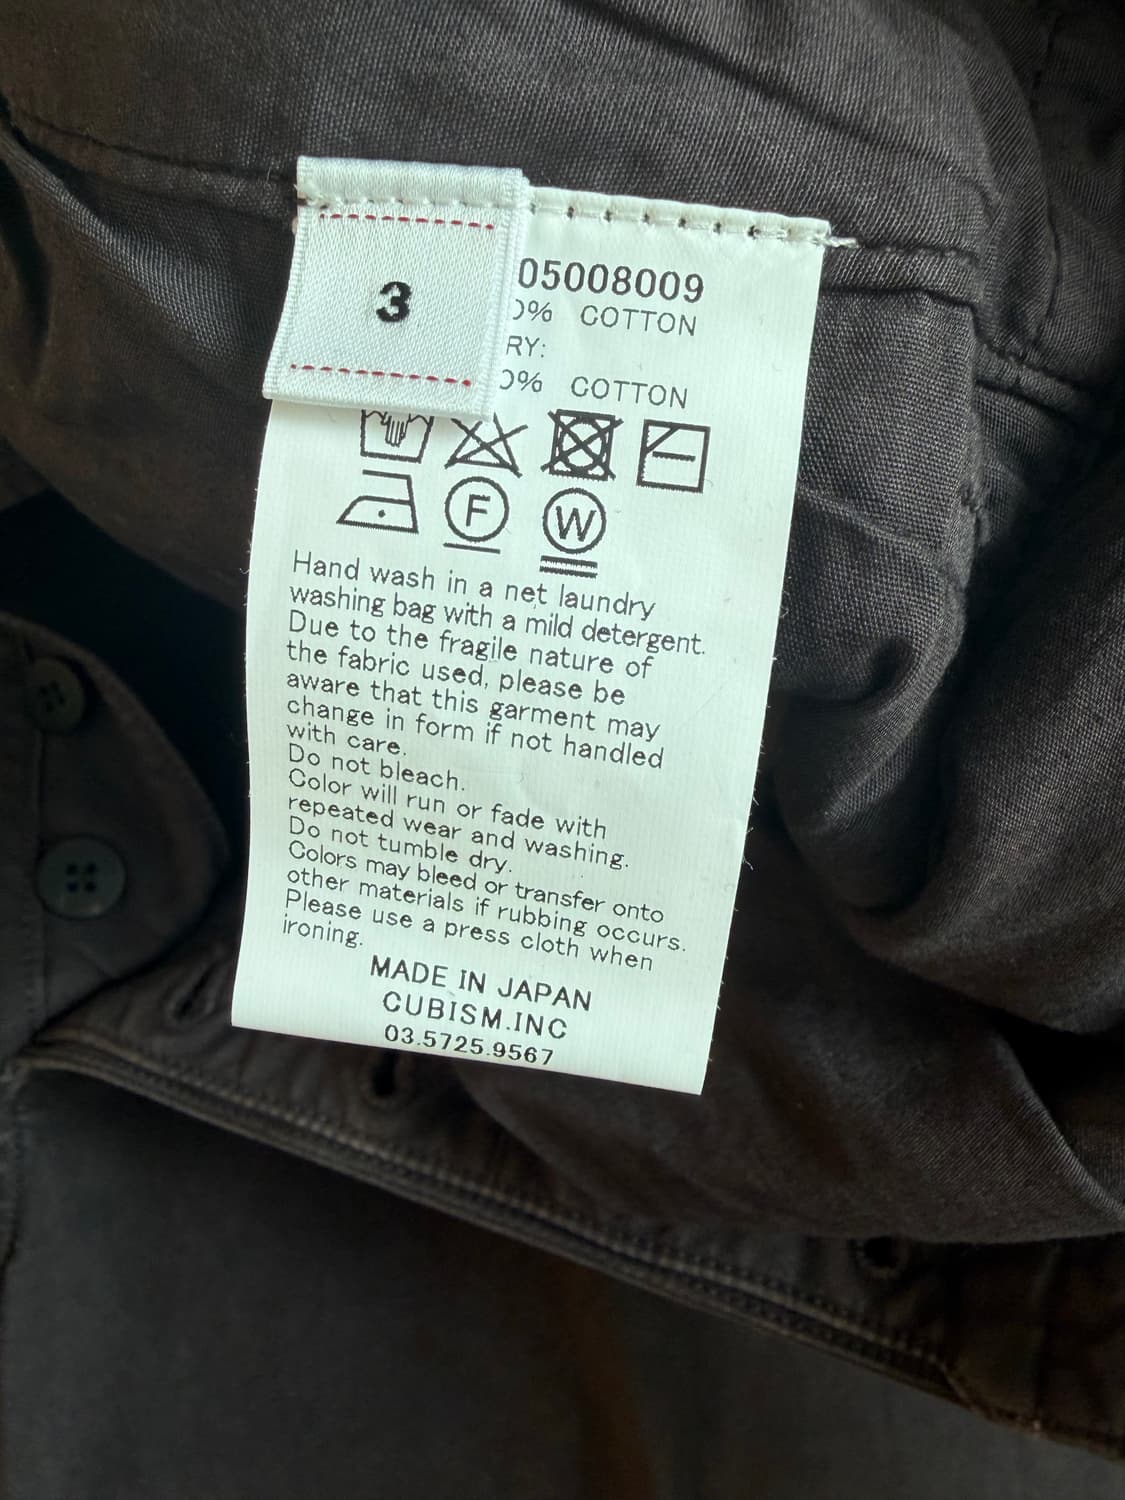 3
05008009
0% COTTON
RY:
0% COTTON
F
W
Hand wash in a net laundry
washing bag with a mild detergent.
Due to the fragile nature of
the fabric used, please be
aware that this garment may
change in form if not handled
with care.
Do not bleach.
Color will run or fade with
repeated wear and washing.
Do not tumble dry.
Colors may bleed or transfer onto
other materials if rubbing occurs.
Please use a press cloth when
ironing.
MADE IN JAPAN
CUBISM.INC
03.5725.9567